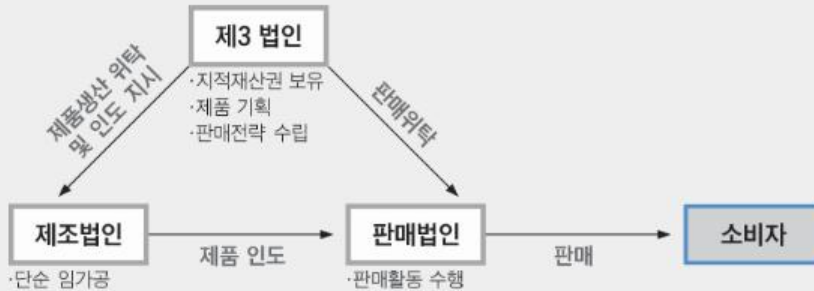 제3 법인
·지적재산권 보유
·제품 기획
·판매전략 수립
제품생산 위탁
및 인도 지시
판매위탁
제조법인
·단순 임가공
제품 인도
판매법인
·판매활동 수행
판매
소비자